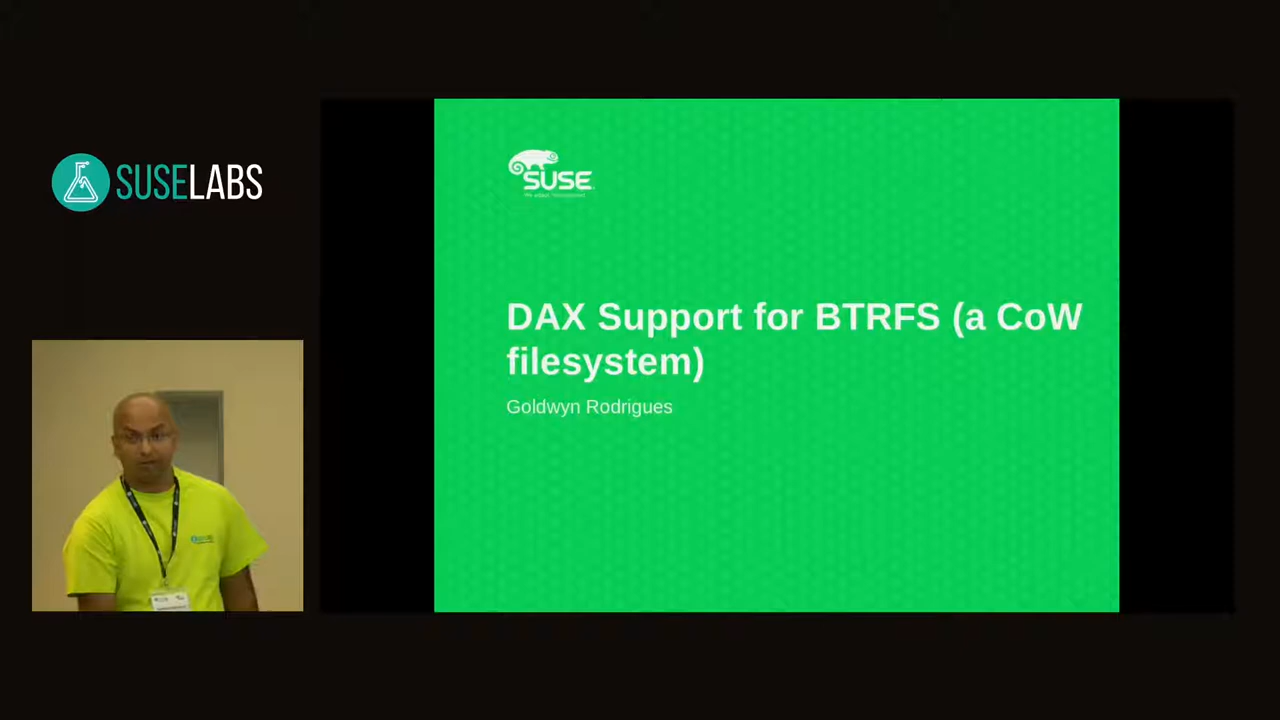 SUSELABS
SUSE
DAX Support for BTRFS (a CoW
filesystem)
Goldwyn Rodrigues